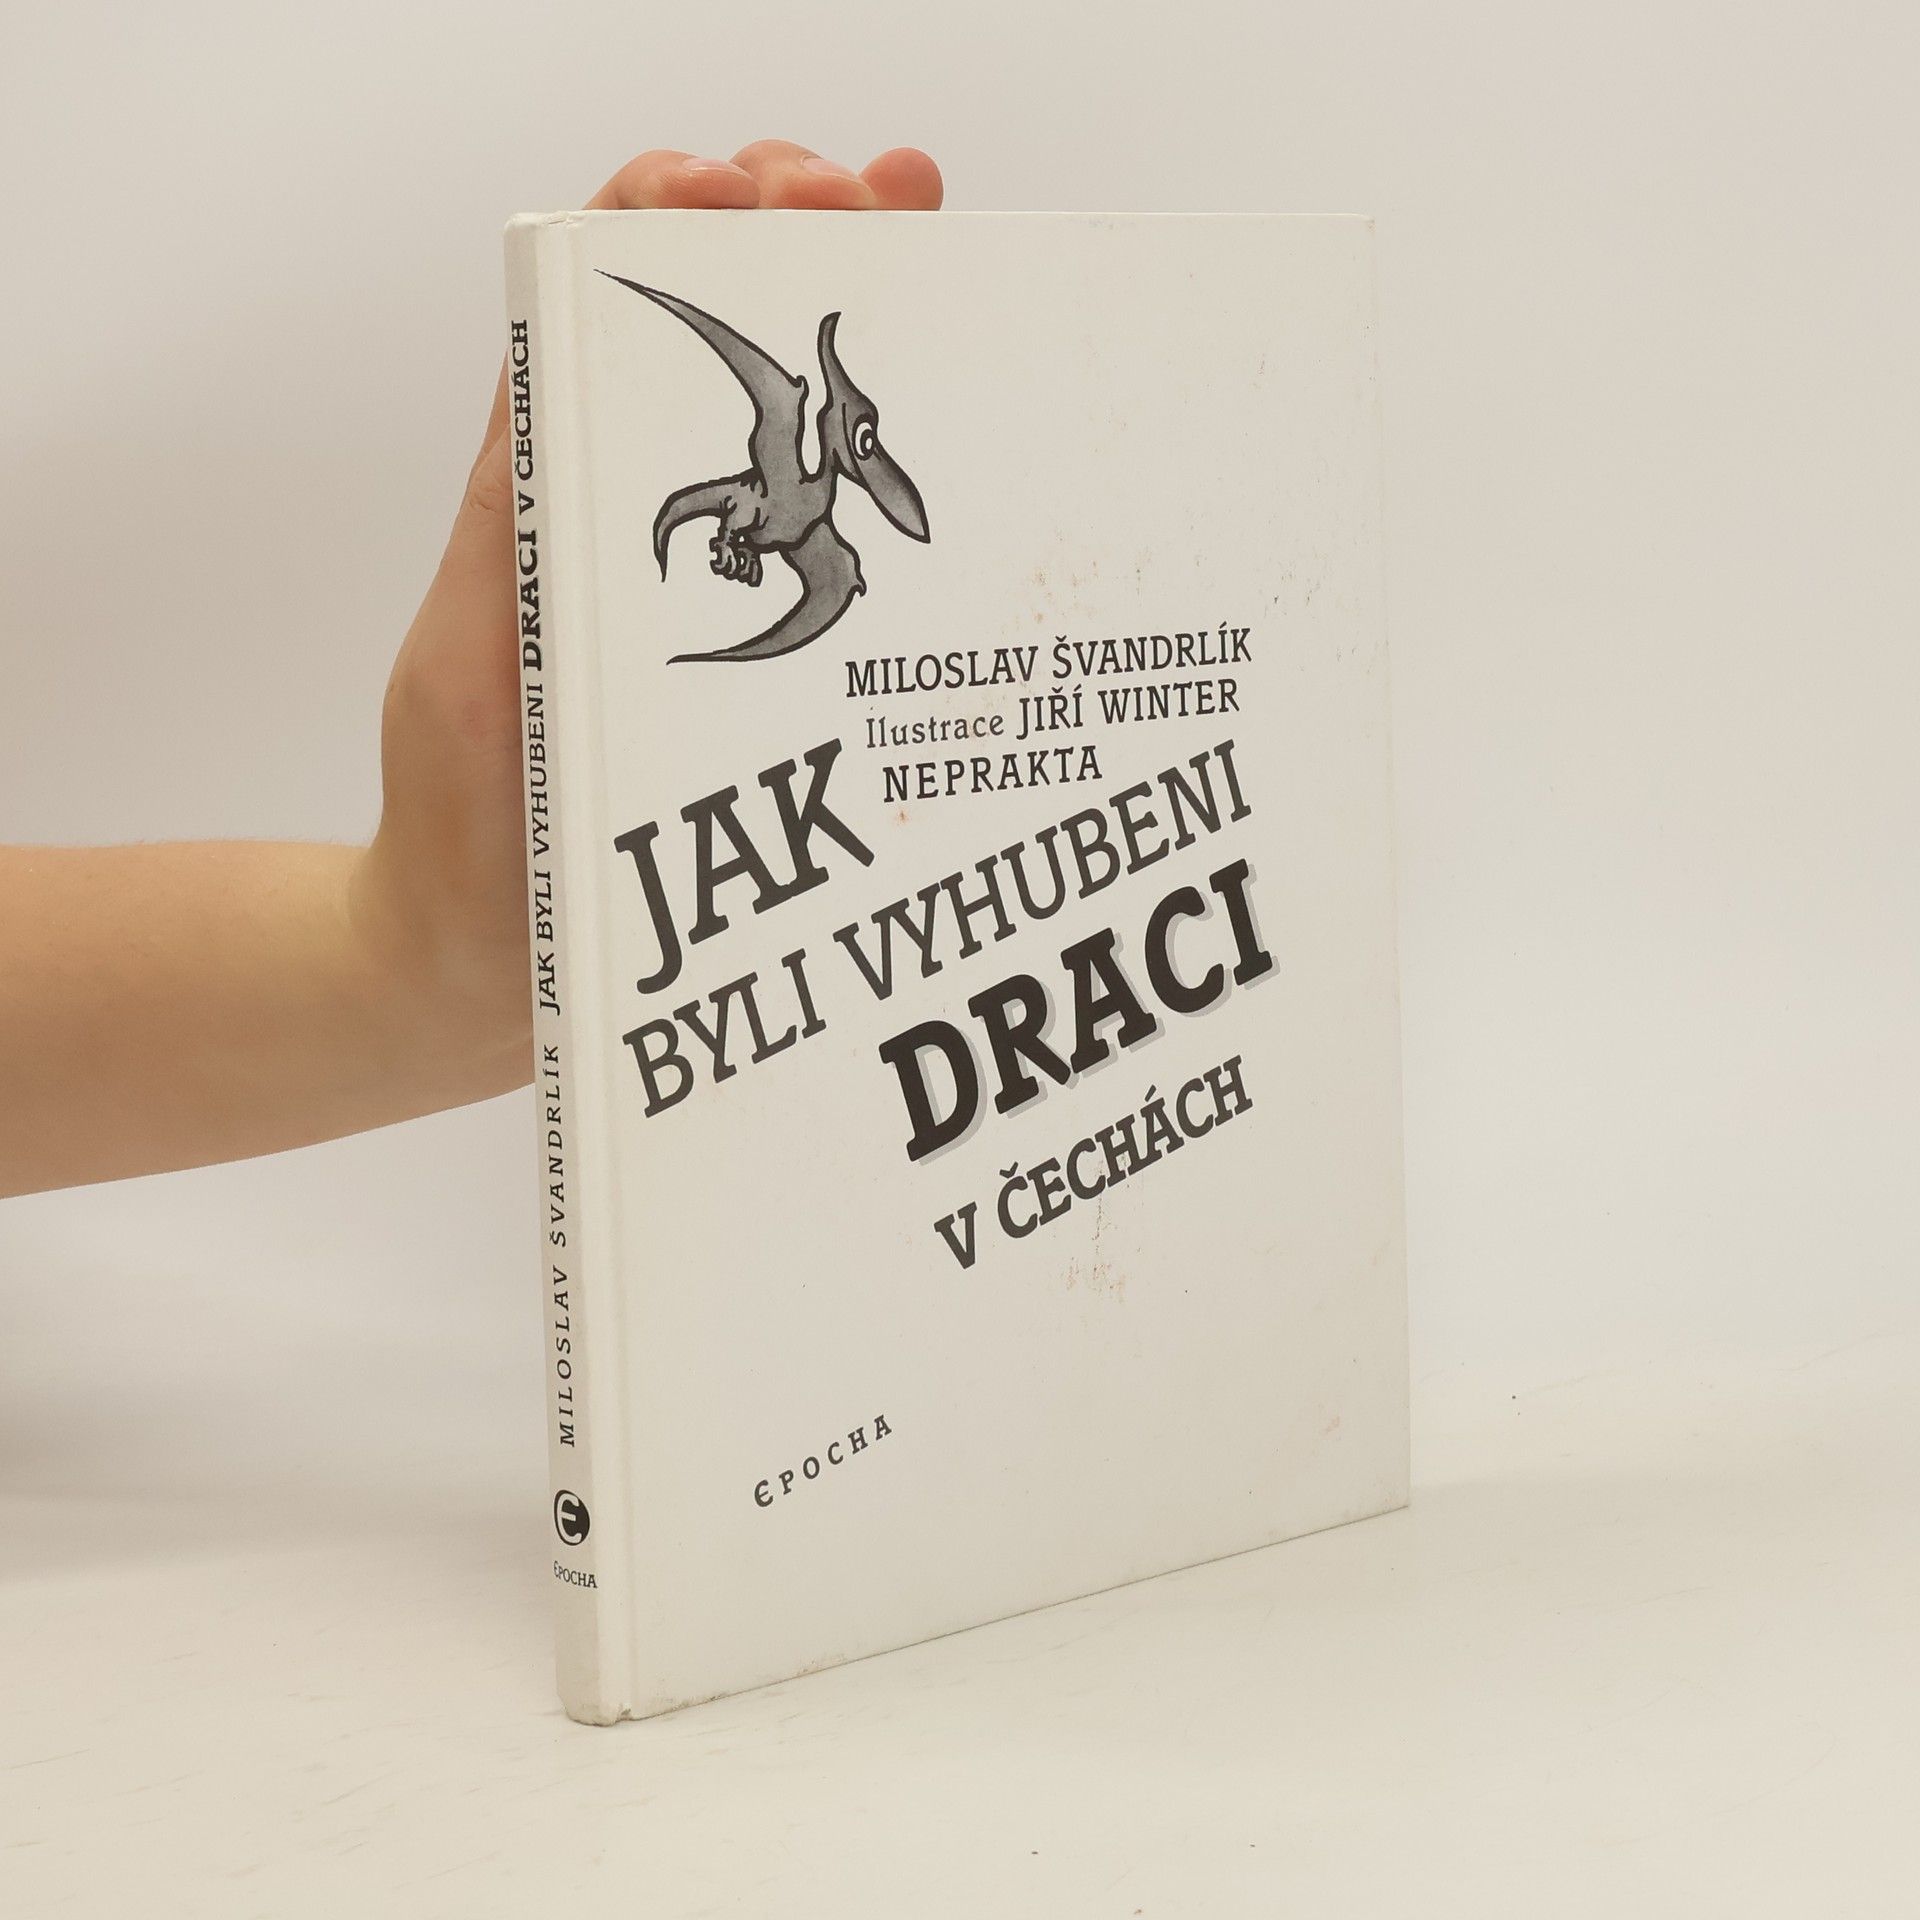 MILOSLAV ŠVANDRLÍK
Ilustrace JIŘÍ WINTER
NEPRAKTA
JAK
BYLI VYHUBENI
DRACI
V ČECHÁCH
EPOCHA
MILOSLAV ŠVANDRLÍK JAK BYLI VYHUBENI DRACI V ČECHÁCH
EPOCHA